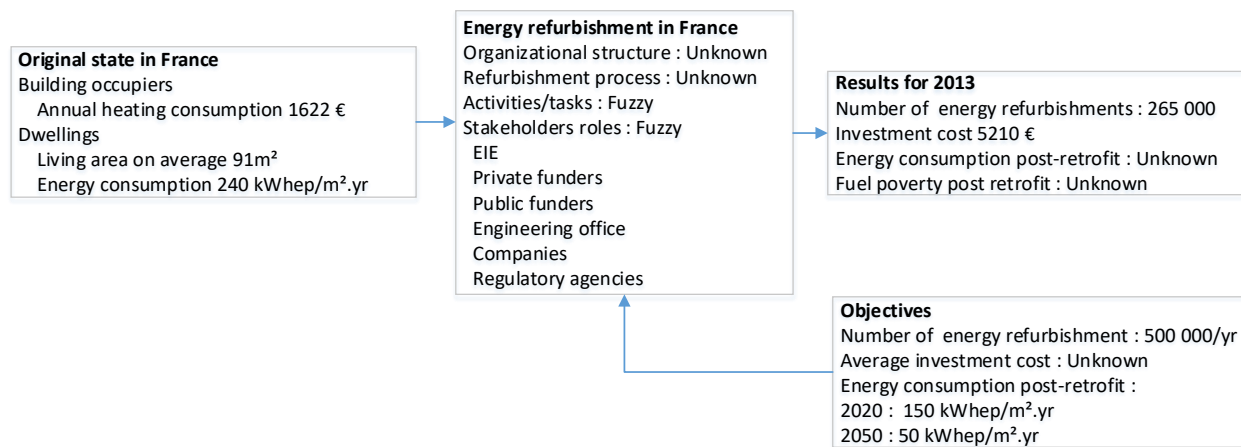 Original state in France
Building occupiers
Annual heating consumption 1622 €
Dwellings
Living area on average 91m²
Energy consumption 240 kWhep/m².yr
Energy refurbishment in France
Organizational structure : Unknown
Refurbishment process : Unknown
Activities/tasks : Fuzzy
Stakeholders roles : Fuzzy
EIE
Private funders
Public funders
Engineering office
Companies
Regulatory agencies
Results for 2013
Number of energy refurbishments : 265 000
Investment cost 5210 €
Energy consumption post-retrofit : Unknown
Fuel poverty post retrofit : Unknown
Objectives
Number of energy refurbishment : 500 000/yr
Average investment cost : Unknown
Energy consumption post-retrofit :
2020 : 150 kWhep/m².yr
2050 : 50 kWhep/m².yr